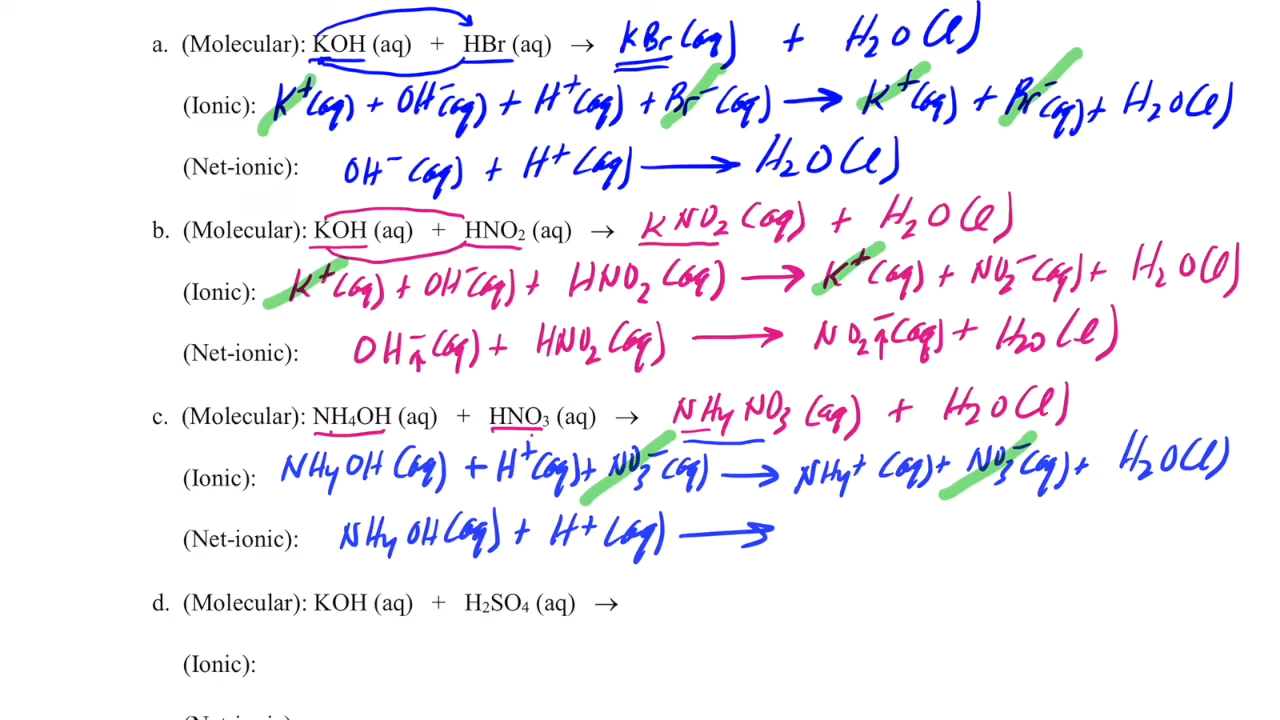 a. (Molecular): KOH (aq) + HBr (aq) → KBr (aq) + H₂O (l)
(Ionic): K⁺(aq) + OH⁻(aq) + H⁺(aq) + Br⁻(aq) → K⁺(aq) + Br⁻(aq) + H₂O(l)
(Net-ionic): OH⁻(aq) + H⁺(aq) → H₂O(l)
b. (Molecular): KOH (aq) + HNO₂ (aq) → KNO₂ (aq) + H₂O (l)
(Ionic): K⁺(aq) + OH⁻(aq) + HNO₂(aq) → K⁺(aq) + NO₂⁻(aq) + H₂O(l)
(Net-ionic): OH⁻(aq) + HNO₂(aq) → NO₂⁻(aq) + H₂O(l)
c. (Molecular): NH₄OH (aq) + HNO₃ (aq) → NH₄NO₃ (aq) + H₂O(l)
(Ionic): NH₄OH (aq) + H⁺(aq) + NO₃⁻(aq) → NH₄⁺(aq) + NO₃⁻(aq) + H₂O(l)
(Net-ionic): NH₄OH(aq) + H⁺(aq) →
d. (Molecular): KOH (aq) + H₂SO₄ (aq) →
(Ionic):